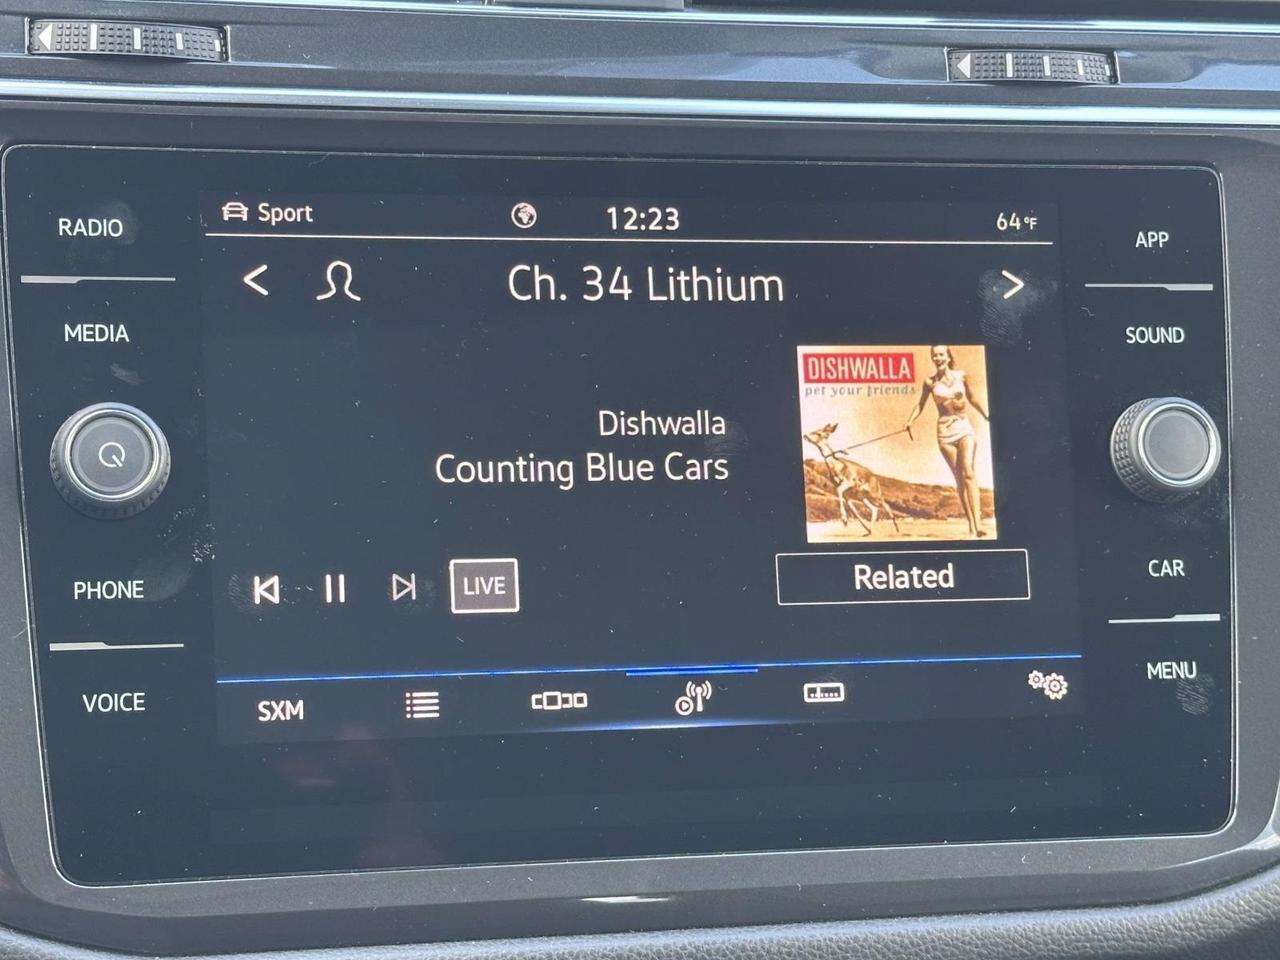 RADIO
MEDIA
PHONE
VOICE
Sport
12:23
64°F
Ch. 34 Lithium
Dishwalla
Counting Blue Cars
DISHWALLA
pet your friends
LIVE
Related
SXM
APP
SOUND
CAR
MENU